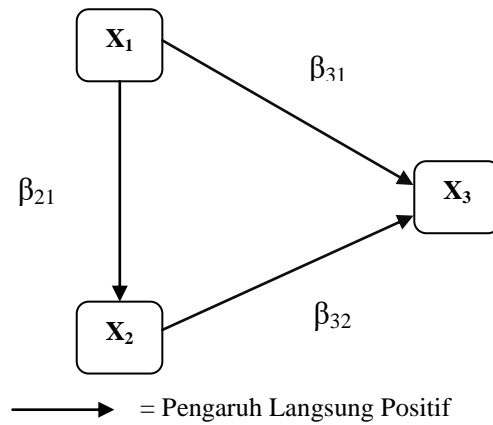 X₁
β₃₁
X₃
β₂₁
X₂
β₃₂
= Pengaruh Langsung Positif